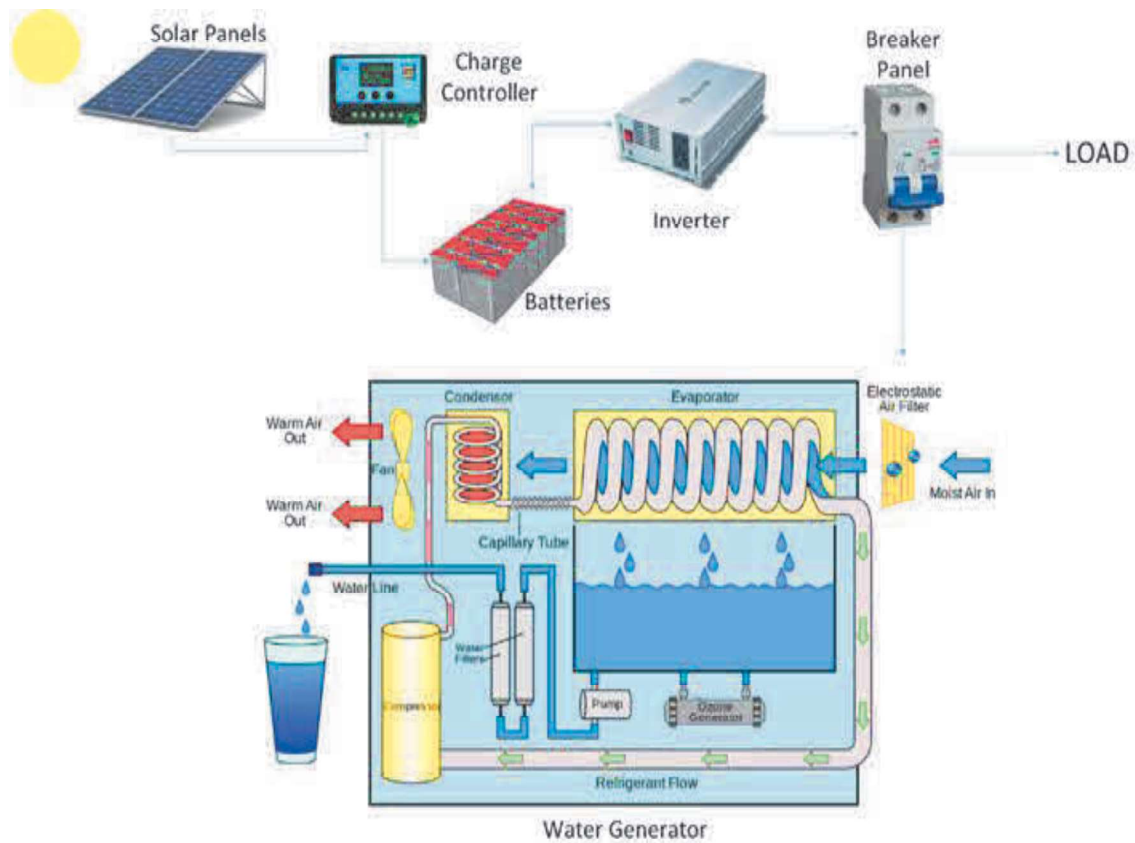 Solar Panels
Charge
Controller
Breaker
Panel
LOAD
Inverter
Batteries
Condensor
Evaporator
Electrostatic
Air Filter
Warm Air
Out
Fan
Moist Air In
Warm Air
Out
Capillary Tube
Water Line
Water
Filters
Compressor
Pump
Ozone
Generator
Refrigerant Flow
Water Generator